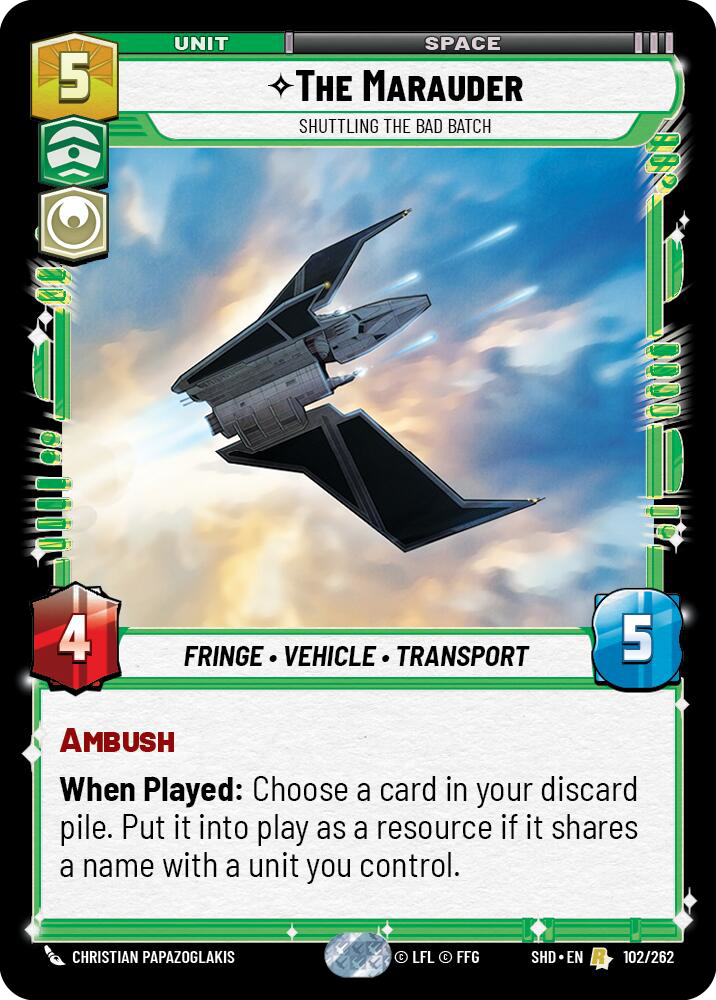 UNIT
SPACE
5
THE MARAUDER
SHUTTLING THE BAD BATCH
4
FRINGE • VEHICLE • TRANSPORT
5
AMBUSH
When Played: Choose a card in your discard
pile. Put it into play as a resource if it shares
a name with a unit you control.
CHRISTIAN PAPAZOGLAKIS
© LFL © FFG
SHD • EN R 102/262